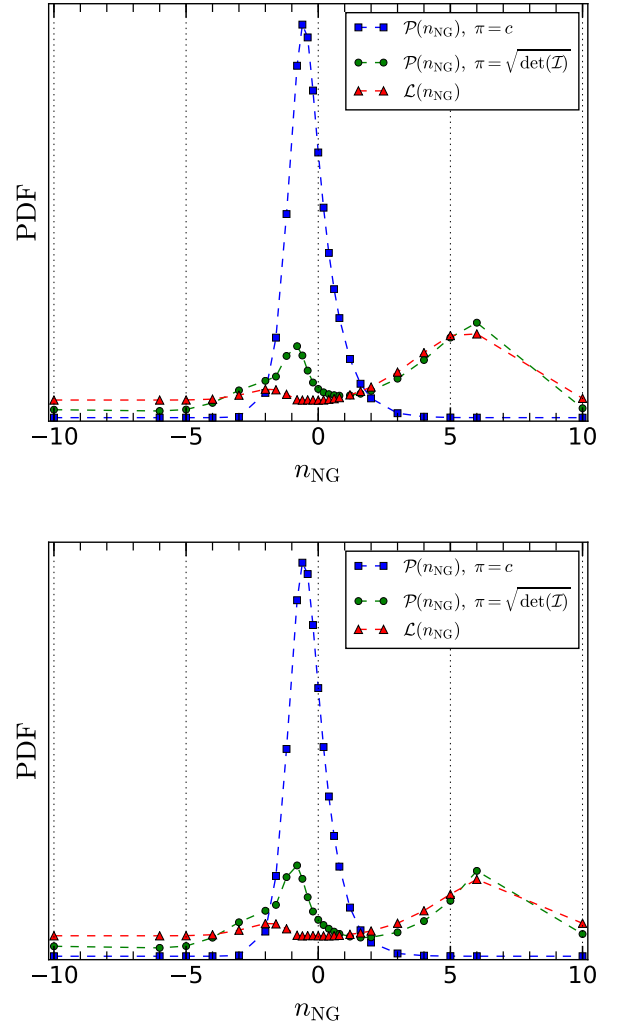 PDF
𝒫(n_NG), π = c
𝒫(n_NG), π = √det(ℐ)
ℒ(n_NG)
−10 −5 0 5 10
n_NG
PDF
𝒫(n_NG), π = c
𝒫(n_NG), π = √det(ℐ)
ℒ(n_NG)
−10 −5 0 5 10
n_NG